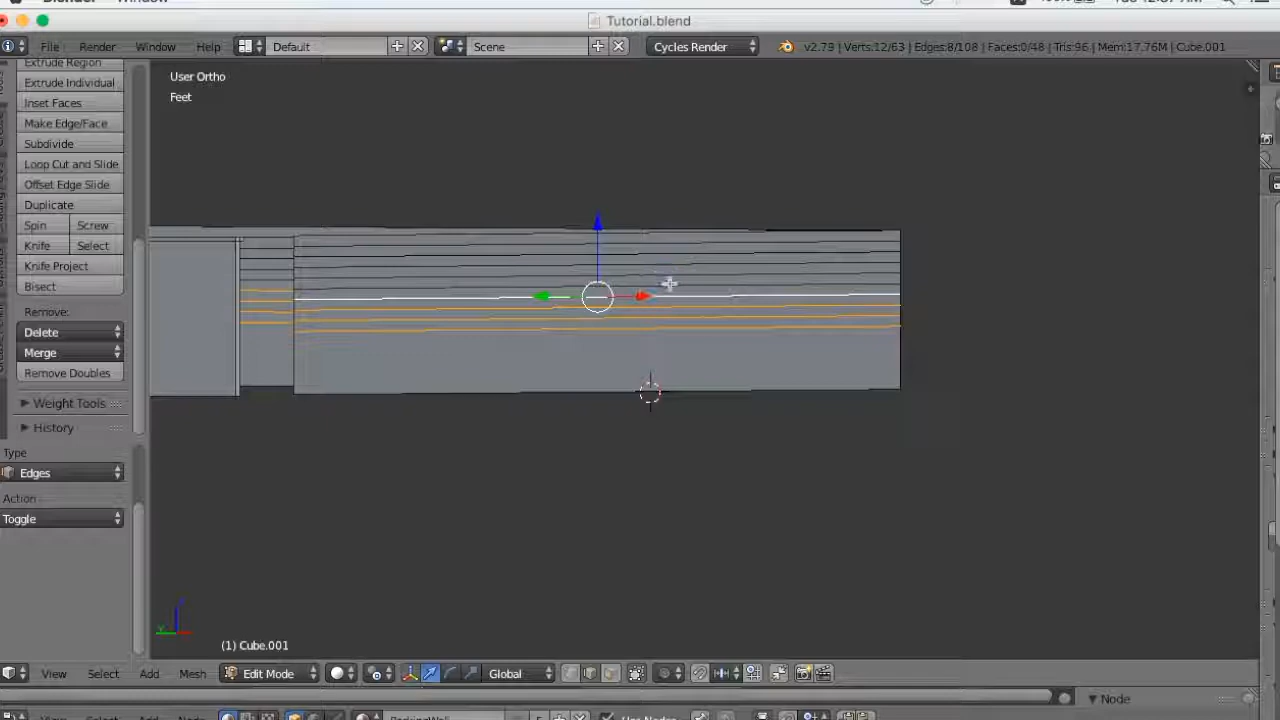 Tutorial.blend
File Render Window Help Default Scene Cycles Render v2.79 | Verts:12/63 | Edges:8/108 | Faces:0/48 | Tris:96 | Mem:17.76M | Cube.001
Extrude Region
Extrude Individual
Inset Faces
Make Edge/Face
Subdivide
Loop Cut and Slide
Offset Edge Slide
Duplicate
Spin Screw
Knife Select
Knife Project
Bisect
Remove:
Delete
Merge
Remove Doubles
Weight Tools
History
Type
Edges
Action
Toggle
User Ortho
Feet
(1) Cube.001
View Select Add Mesh Edit Mode Global
Node